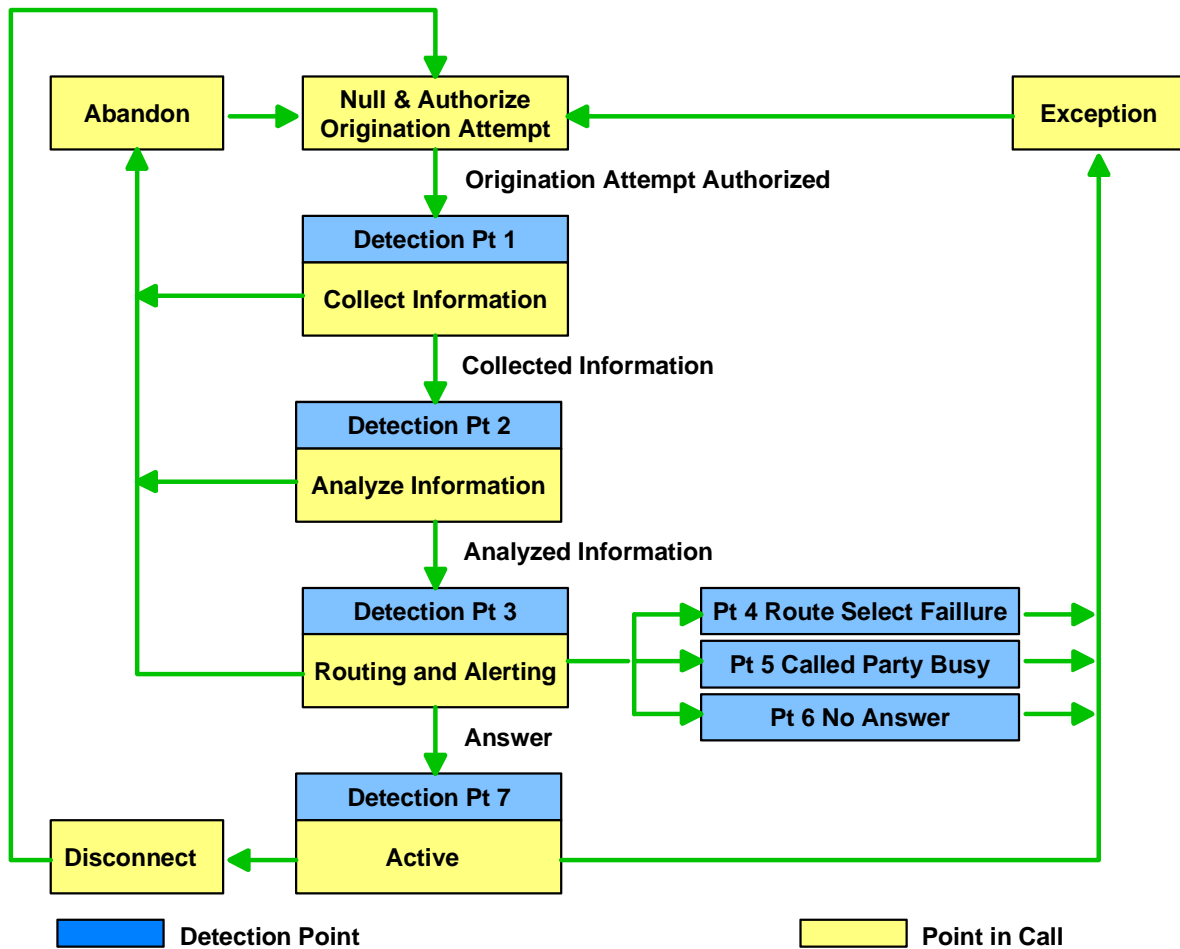 Abandon
Null & Authorize
Origination Attempt
Exception
Origination Attempt Authorized
Detection Pt 1
Collect Information
Collected Information
Detection Pt 2
Analyze Information
Analyzed Information
Detection Pt 3
Routing and Alerting
Pt 4 Route Select Faillure
Pt 5 Called Party Busy
Pt 6 No Answer
Answer
Detection Pt 7
Disconnect
Active
Detection Point
Point in Call